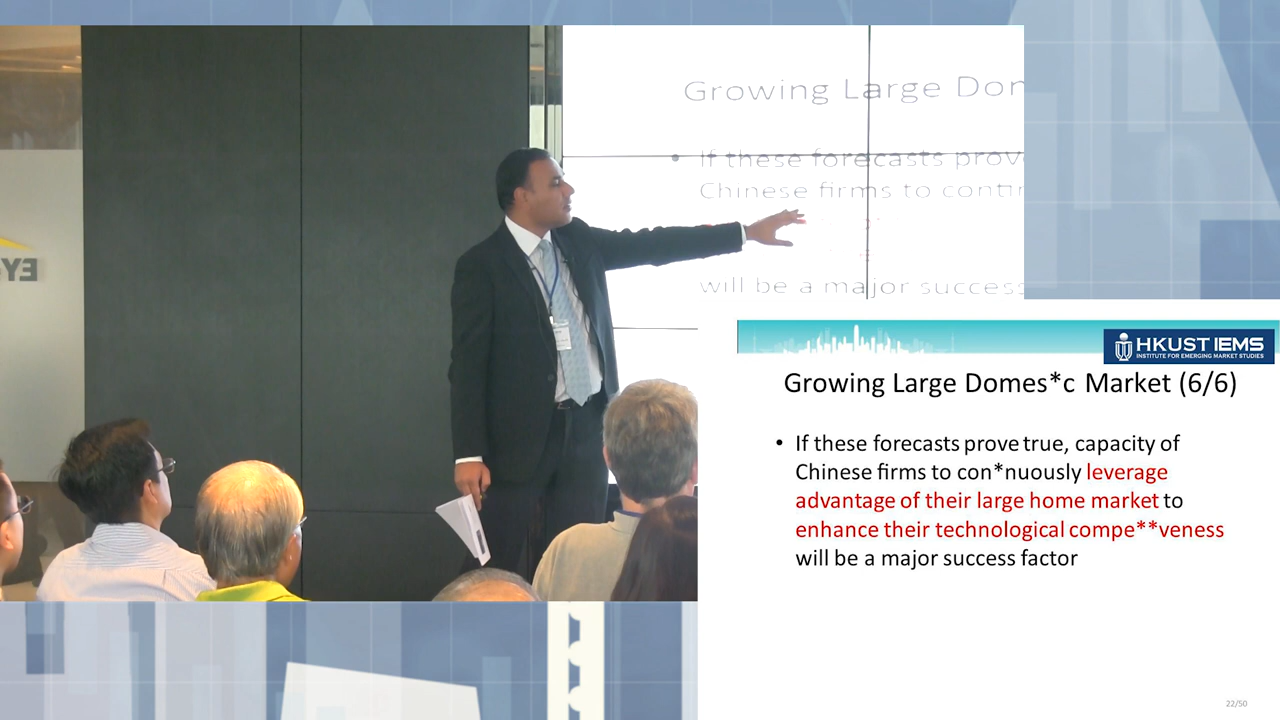 Growing Large Dom
• If these forecasts prov
Chinese firms to contin
will be a major success
EY
HKUST IEMS
INSTITUTE FOR EMERGING MARKET STUDIES
Growing Large Domes*c Market (6/6)
• If these forecasts prove true, capacity of
Chinese firms to con*nuously leverage
advantage of their large home market to
enhance their technological compe**veness
will be a major success factor
22/50